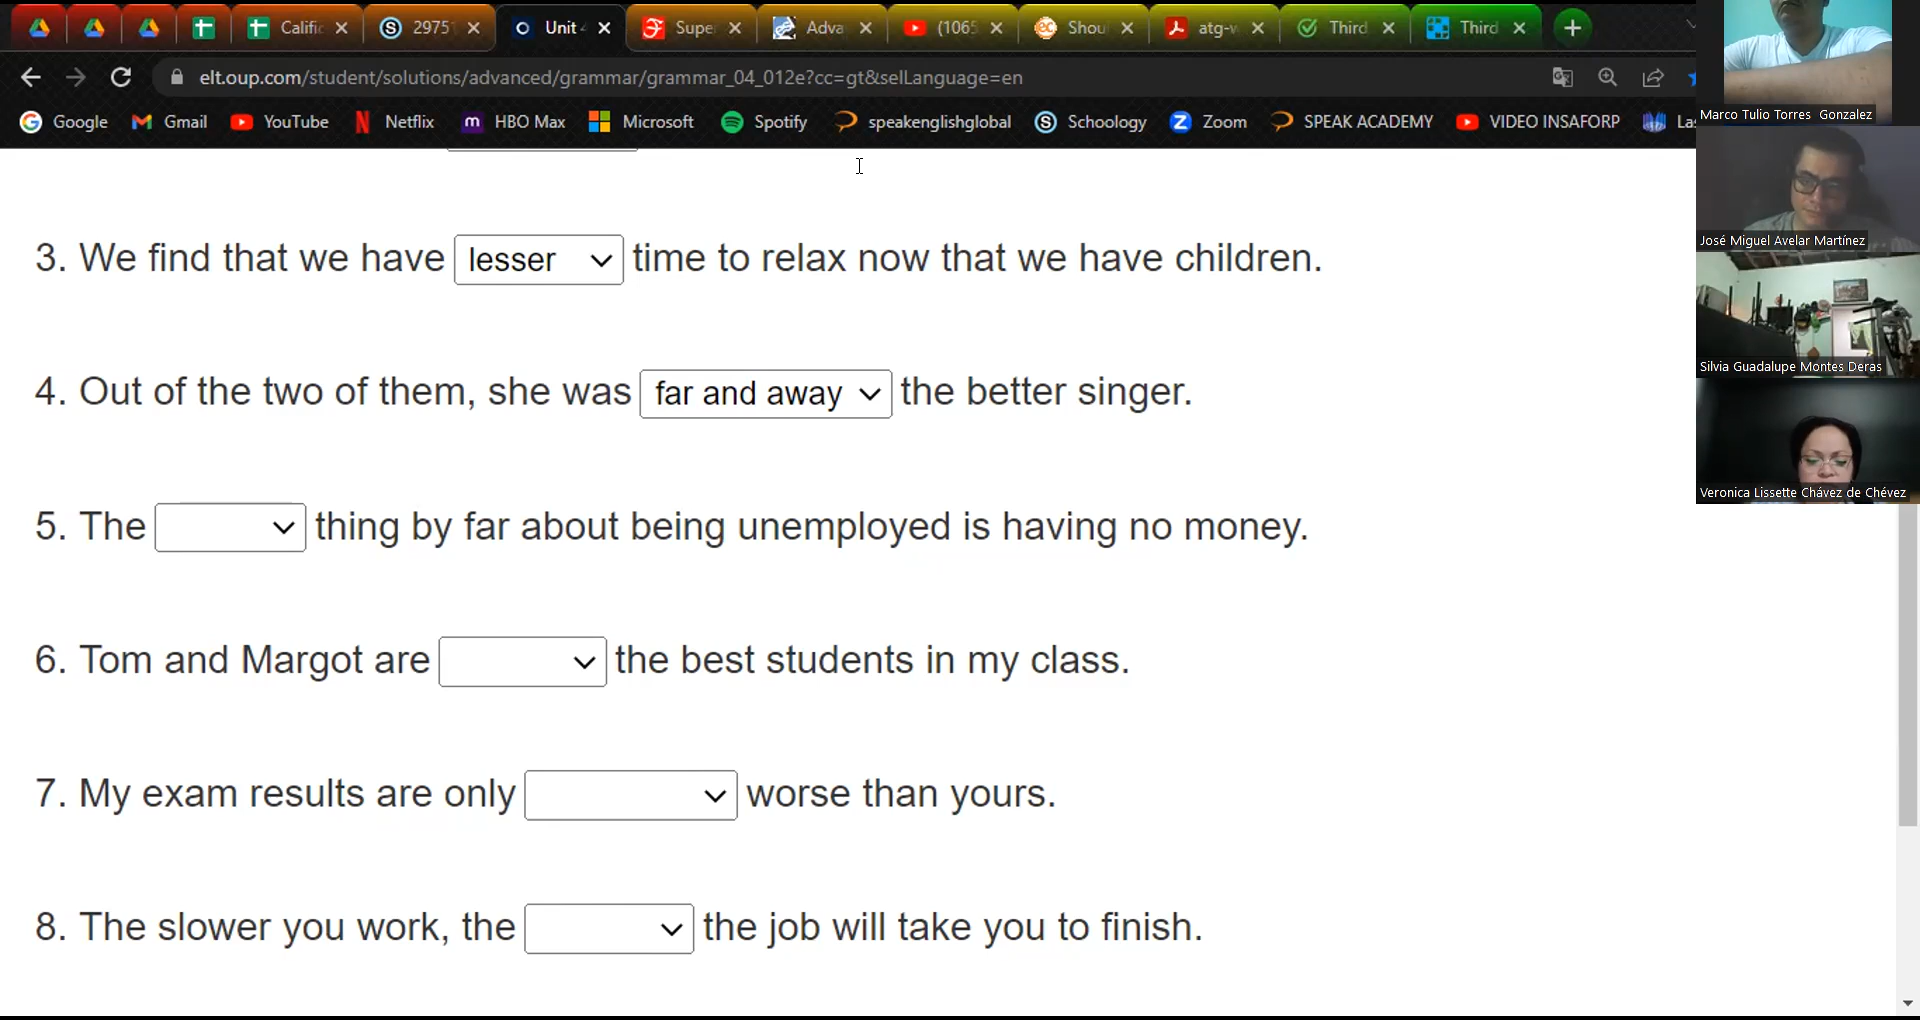 Calific
2975
Unit 4
Supe
Adva
(1065
Shou
atg-w
Third
Third
elt.oup.com/student/solutions/advanced/grammar/grammar_04_012e?cc=gt&selLanguage=en
Google Gmail YouTube Netflix HBO Max Microsoft Spotify speakenglishglobal Schoology Zoom SPEAK ACADEMY VIDEO INSAFORP La
Marco Tulio Torres Gonzalez
José Miguel Avelar Martínez
Silvia Guadalupe Montes Deras
Veronica Lissette Chávez de Chévez
3. We find that we have lesser time to relax now that we have children.
4. Out of the two of them, she was far and away the better singer.
5. The thing by far about being unemployed is having no money.
6. Tom and Margot are the best students in my class.
7. My exam results are only worse than yours.
8. The slower you work, the the job will take you to finish.